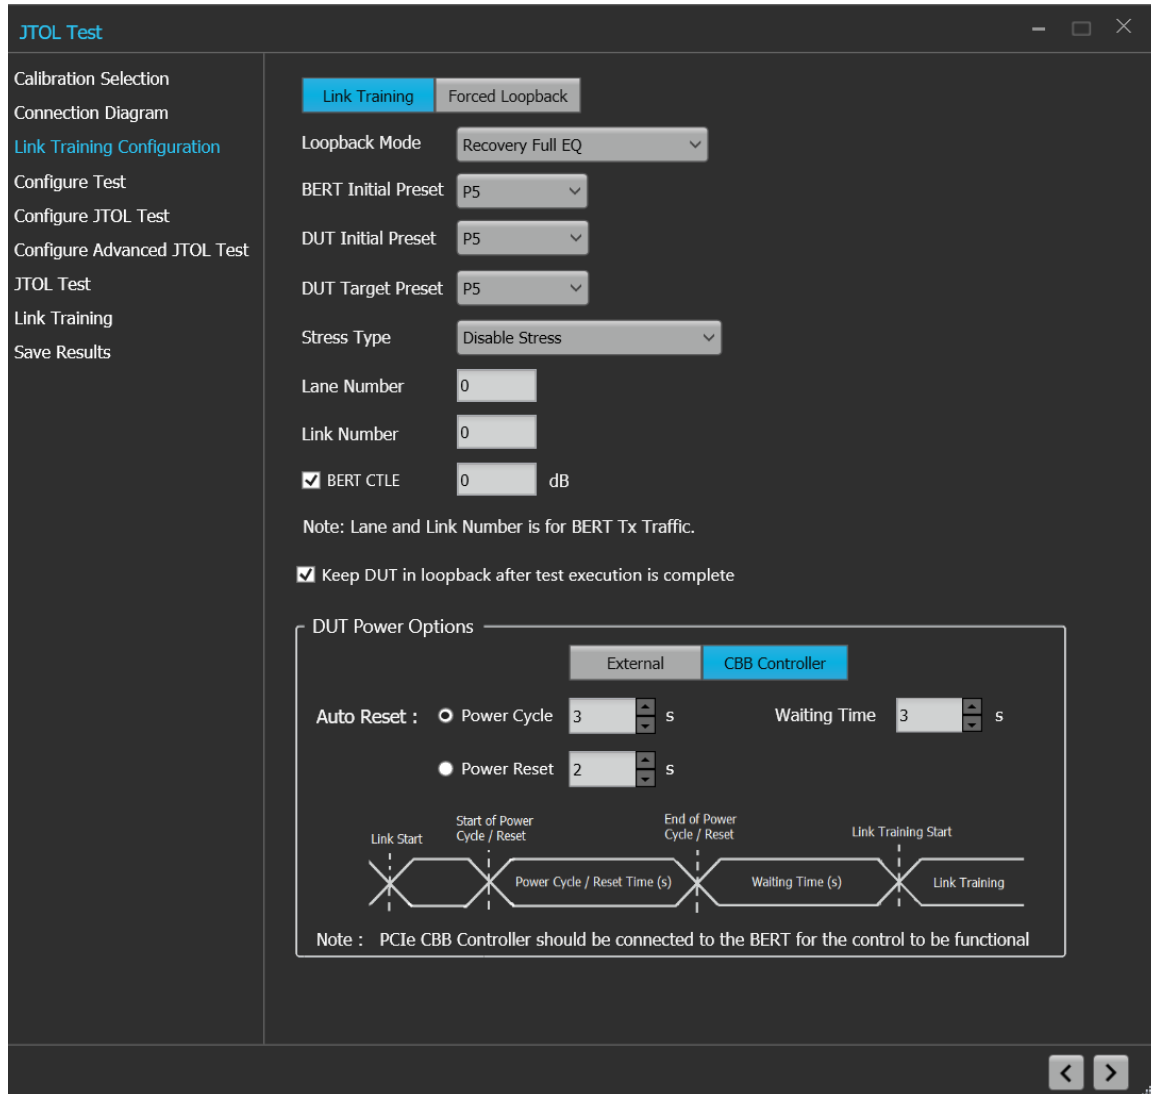 JTOL Test
Calibration Selection
Connection Diagram
Link Training Configuration
Configure Test
Configure JTOL Test
Configure Advanced JTOL Test
JTOL Test
Link Training
Save Results
Link Training Forced Loopback
Loopback Mode Recovery Full EQ
BERT Initial Preset P5
DUT Initial Preset P5
DUT Target Preset P5
Stress Type Disable Stress
Lane Number 0
Link Number 0
BERT CTLE 0 dB
Note: Lane and Link Number is for BERT Tx Traffic.
Keep DUT in loopback after test execution is complete
DUT Power Options
External CBB Controller
Auto Reset : Power Cycle 3 s Waiting Time 3 s
Power Reset 2 s
Link Start
Start of Power
Cycle / Reset
End of Power
Cycle / Reset
Link Training Start
Power Cycle / Reset Time (s) Waiting Time (s) Link Training
Note : PCIe CBB Controller should be connected to the BERT for the control to be functional